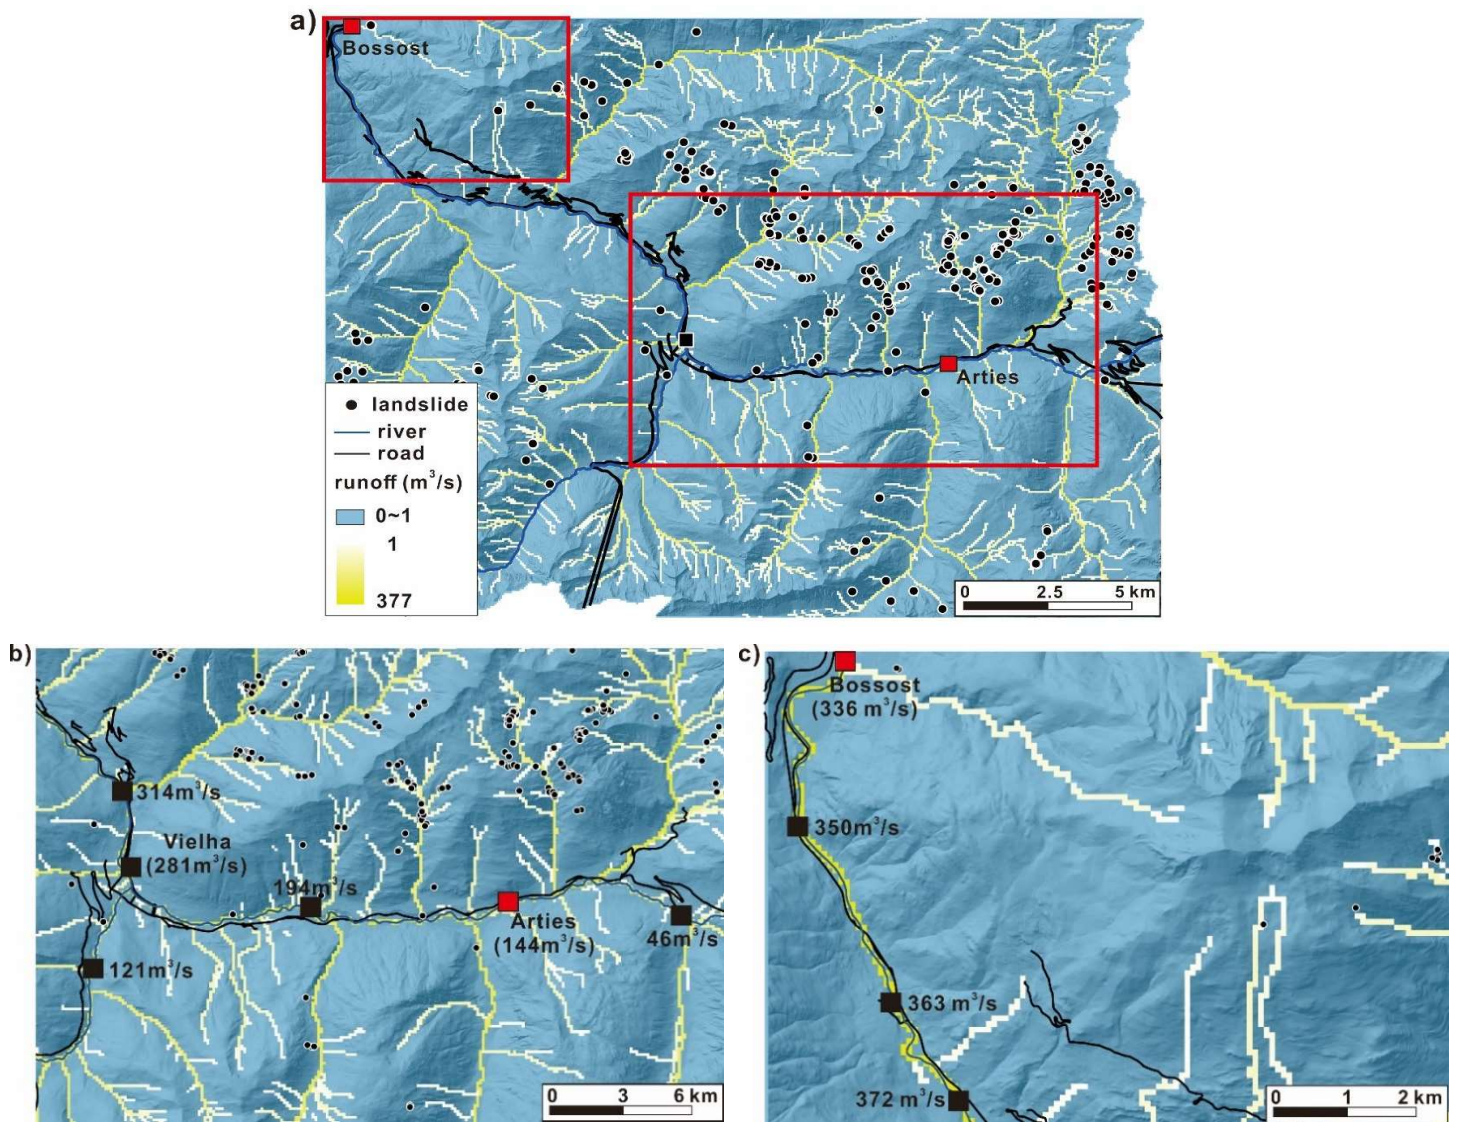 a)
Bossost
Arties
landslide
river
road
runoff (m³/s)
0~1
1
377
0 2.5 5 km
b)
314m³/s
Vielha
(281m³/s)
194m³/s
Arties
(144m³/s)
46m³/s
121m³/s
0 3 6 km
c)
Bossost
(336 m³/s)
350m³/s
363 m³/s
372 m³/s
0 1 2 km